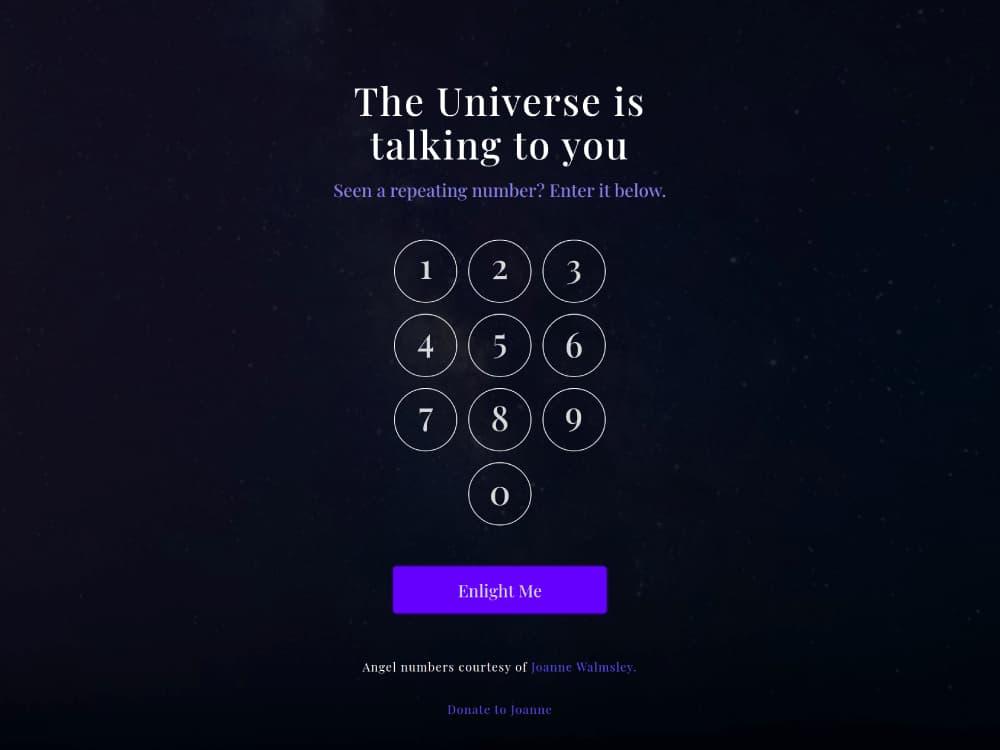 The Universe is
talking to you
Seen a repeating number? Enter it below.
1 2 3
4 5 6
7 8 9
0
Enlight Me
Angel numbers courtesy of Joanne Walmsley.
Donate to Joanne